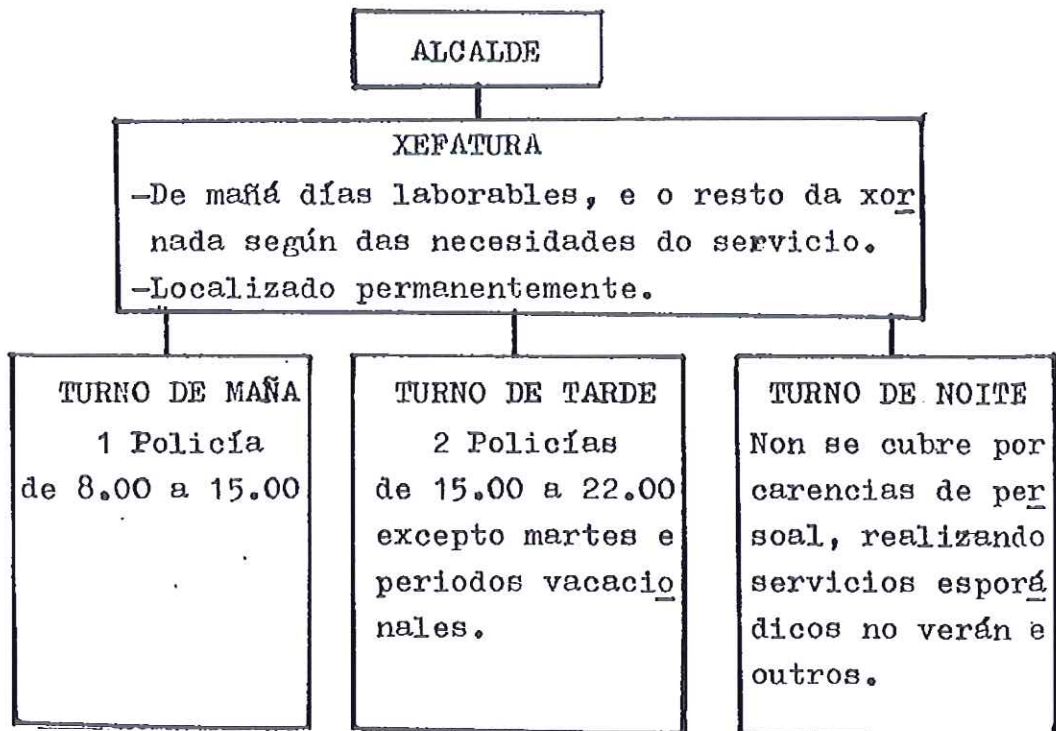 ALCALDE
XEFATURA
-De mañá días laborables, e o resto da xor
nada según das necesidades do servicio.
-Localizado permanentemente.
TURNO DE MAÑA
1 Policía
de 8.00 a 15.00
TURNO DE TARDE
2 Policías
de 15.00 a 22.00
excepto martes e
periodos vacacio
nales.
TURNO DE NOITE
Non se cubre por
carencias de per
soal, realizando
servicios esporá
dicos no verán e
outros.